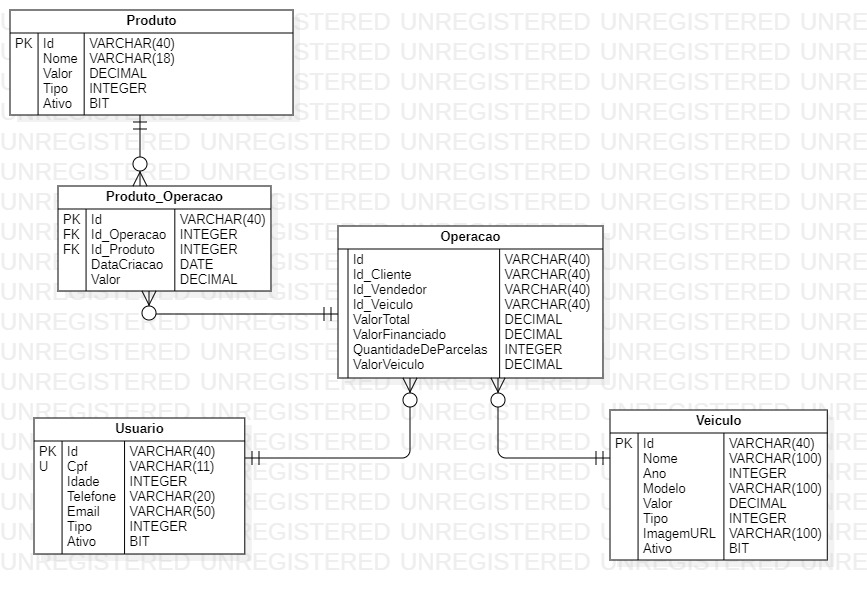 Produto
PK Id VARCHAR(40)
Nome VARCHAR(18)
Valor DECIMAL
Tipo INTEGER
Ativo BIT
Produto_Operacao
PK Id VARCHAR(40)
FK Id_Operacao INTEGER
FK Id_Produto INTEGER
DataCriacao DATE
Valor DECIMAL
Operacao
Id VARCHAR(40)
Id_Cliente VARCHAR(40)
Id_Vendedor VARCHAR(40)
Id_Veiculo VARCHAR(40)
ValorTotal DECIMAL
ValorFinanciado DECIMAL
QuantidadeDeParcelas INTEGER
ValorVeiculo DECIMAL
Usuario
PK Id VARCHAR(40)
U Cpf VARCHAR(11)
Idade INTEGER
Telefone VARCHAR(20)
Email VARCHAR(50)
Tipo INTEGER
Ativo BIT
Veiculo
PK Id VARCHAR(40)
Nome VARCHAR(100)
Ano INTEGER
Modelo VARCHAR(100)
Valor DECIMAL
Tipo INTEGER
ImagemURL VARCHAR(100)
Ativo BIT
UNREGISTERED